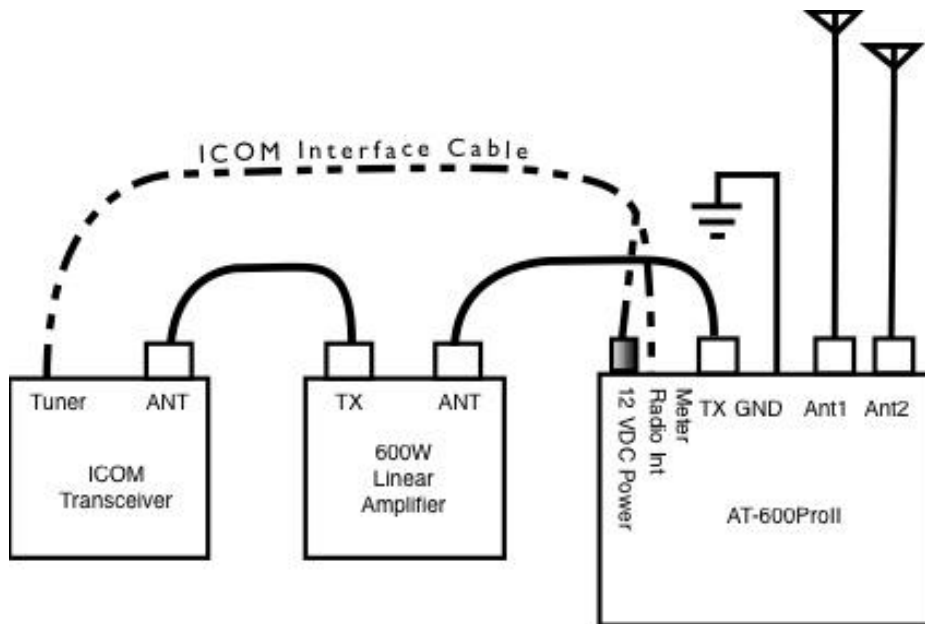 ICOM Interface Cable
Tuner
ANT
ICOM
Transceiver
TX
ANT
600W
Linear
Amplifier
12 VDC Power
Radio Int
Meter
TX GND
Ant1
Ant2
AT-600ProII